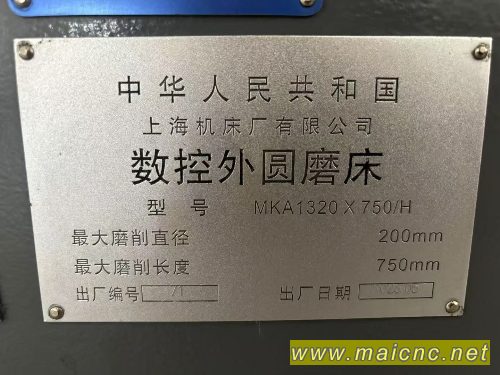 中华人民共和国
上海机床厂有限公司
数控外圆磨床
型号 MKA1320X750/H
最大磨削直径 200mm
最大磨削长度 750mm
出厂编号 出厂日期
www.maicnc.net